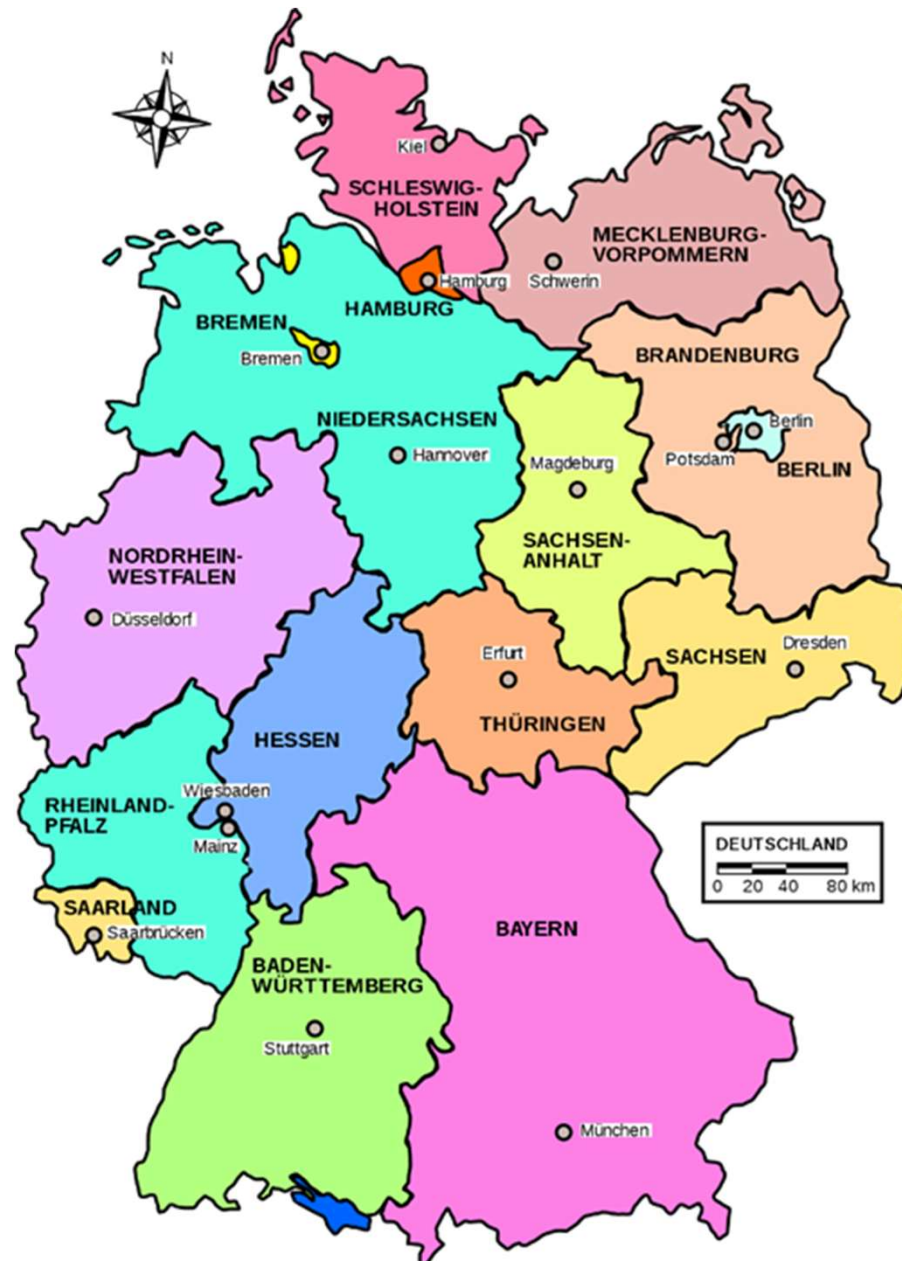 N
Kiel
SCHLESWIG-
HOLSTEIN
MECKLENBURG-
VORPOMMERN
Schwerin
Hamburg
HAMBURG
BREMEN
Bremen
BRANDENBURG
NIEDERSACHSEN
Hannover
Berlin
Potsdam
BERLIN
Magdeburg
SACHSEN-
ANHALT
NORDRHEIN-
WESTFALEN
Düsseldorf
Erfurt
THÜRINGEN
SACHSEN
Dresden
HESSEN
Wiesbaden
RHEINLAND-
PFALZ
Mainz
DEUTSCHLAND
0 20 40 80 km
SAARLAND
Saarbrücken
BAYERN
BADEN-
WÜRTTEMBERG
Stuttgart
München